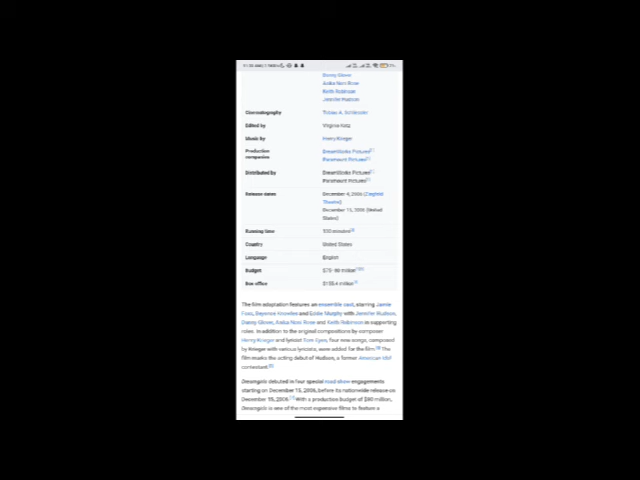 Danny Glover
Anika Noni Rose
Keith Robinson
Jennifer Hudson
Cinematography Tobias A. Schliessler
Edited by Virginia Katz
Music by Henry Krieger
Production companies DreamWorks Pictures
Paramount Pictures
Distributed by DreamWorks Pictures
Paramount Pictures
Release dates December 4, 2006 (Ziegfeld
Theatre)
December 15, 2006 (United
States)
Running time 130 minutes
Country United States
Language English
Budget
Box office
The film adaptation features an ensemble cast, starring Jamie
Foxx, Beyoncé Knowles and Eddie Murphy with Jennifer Hudson,
Danny Glover, Anika Noni Rose and Keith Robinson in supporting
roles. In addition to the original compositions by composer
Henry Krieger and lyricist Tom Eyen, four new songs, composed
by Krieger with various lyricists, were added for the film. The
film marks the acting debut of Hudson, a former American Idol
contestant.
Dreamgirls debuted in four special road show engagements
starting on December 15, 2006, before its nationwide release on
December 2006. With a production budget of $80 million,
Dreamgirls is one of the most expensive films to feature a